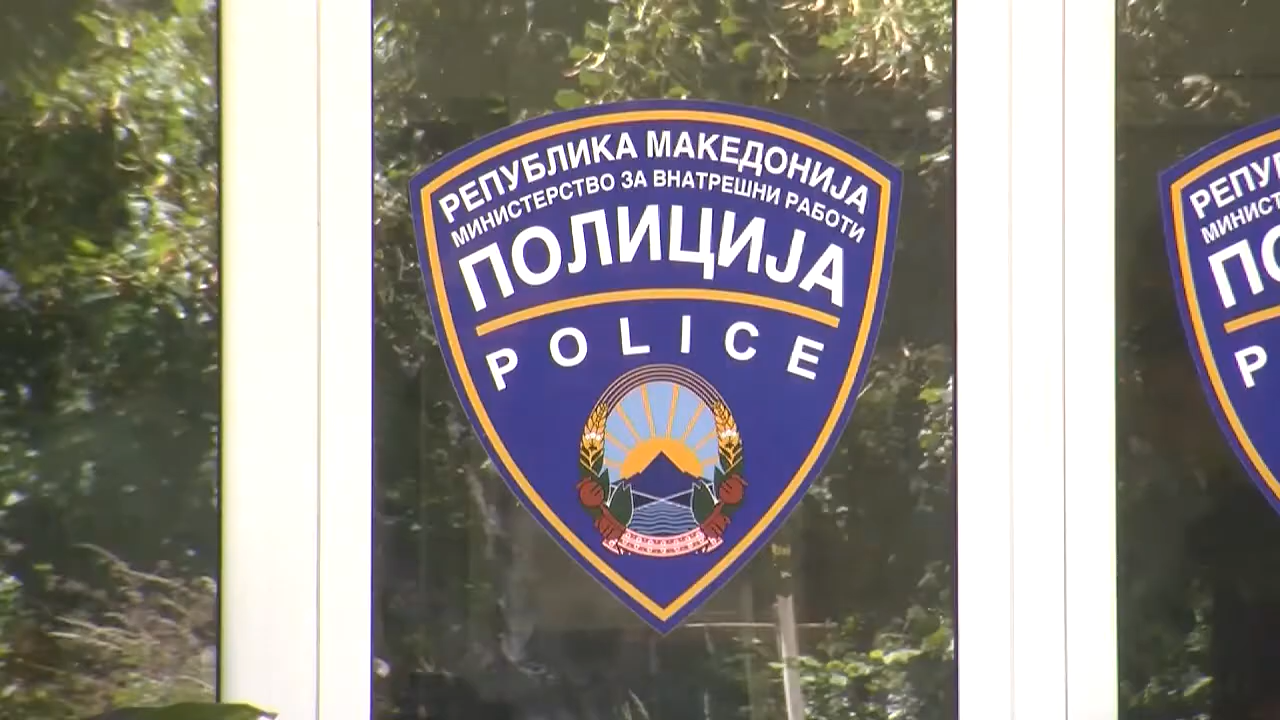 РЕПУБЛИКА МАКЕДОНИЈА
МИНИСТЕРСТВО ЗА ВНАТРЕШНИ РАБОТИ
ПОЛИЦИЈА
POLICE